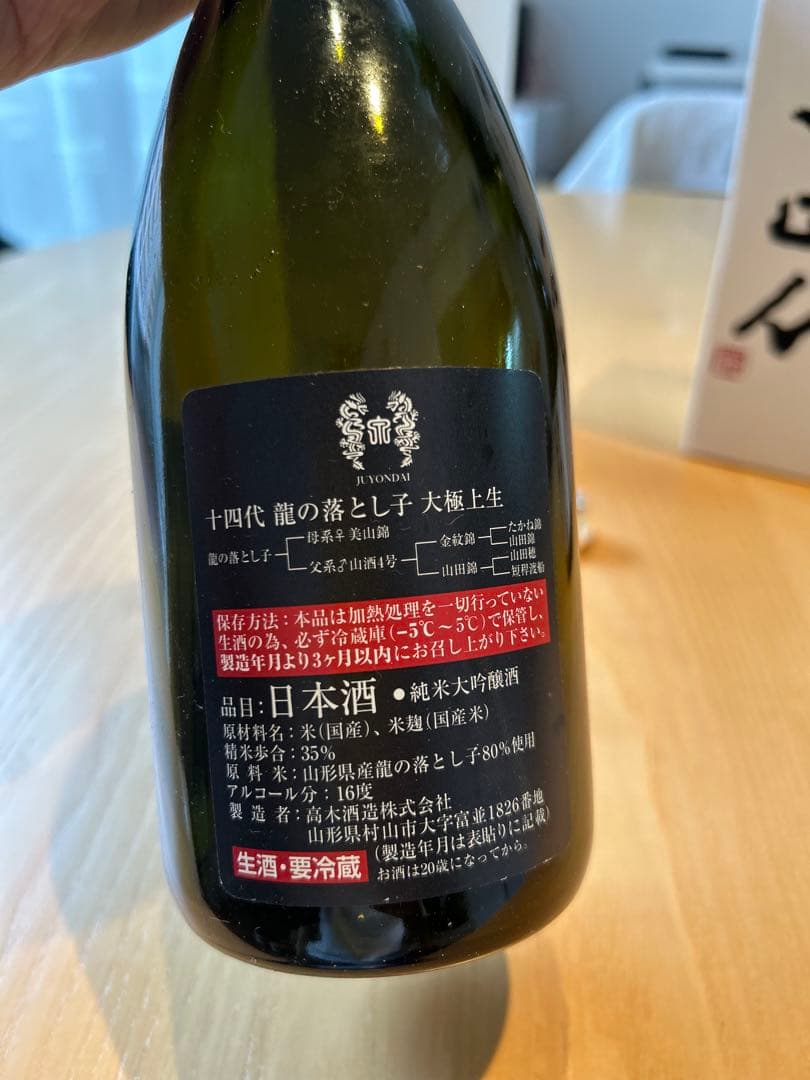 四代
JUYONDAI
十四代 龍の落とし子 大極上生
龍の落とし子
母系♀美山錦
父系♂山酒4号
金紋錦
たかね錦
山田錦
山田錦
山田穂
短稈渡船
保存方法：本品は加熱処理を一切行っていない
生酒の為、必ず冷蔵庫(−5℃〜5℃)で保管し、
製造年月より3ヶ月以内にお召し上がり下さい。
品目：日本酒 ●純米大吟醸酒
原材料名：米(国産)、米麹(国産米)
精米歩合：35%
原料米：山形県産龍の落とし子80%使用
アルコール分：16度
製造者：高木酒造株式会社
山形県村山市大字富並1826番地
(製造年月は表貼りに記載)
生酒・要冷蔵
お酒は20歳になってから。